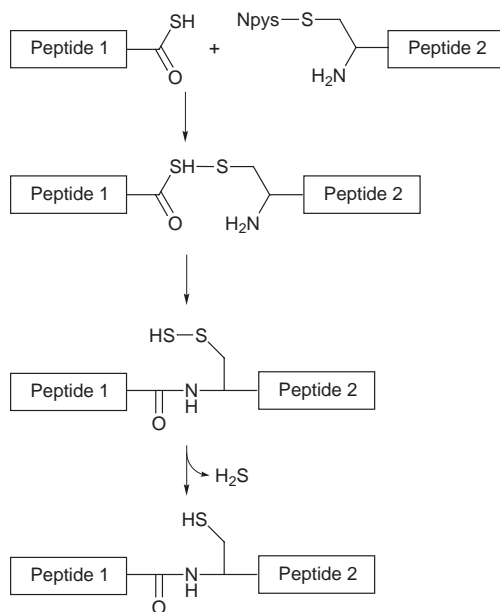 Peptide 1 SH O + Npys S H2N Peptide 2
Peptide 1 SH S O H2N Peptide 2
HS S
Peptide 1 O N H Peptide 2
H2S
HS
Peptide 1 O N H Peptide 2